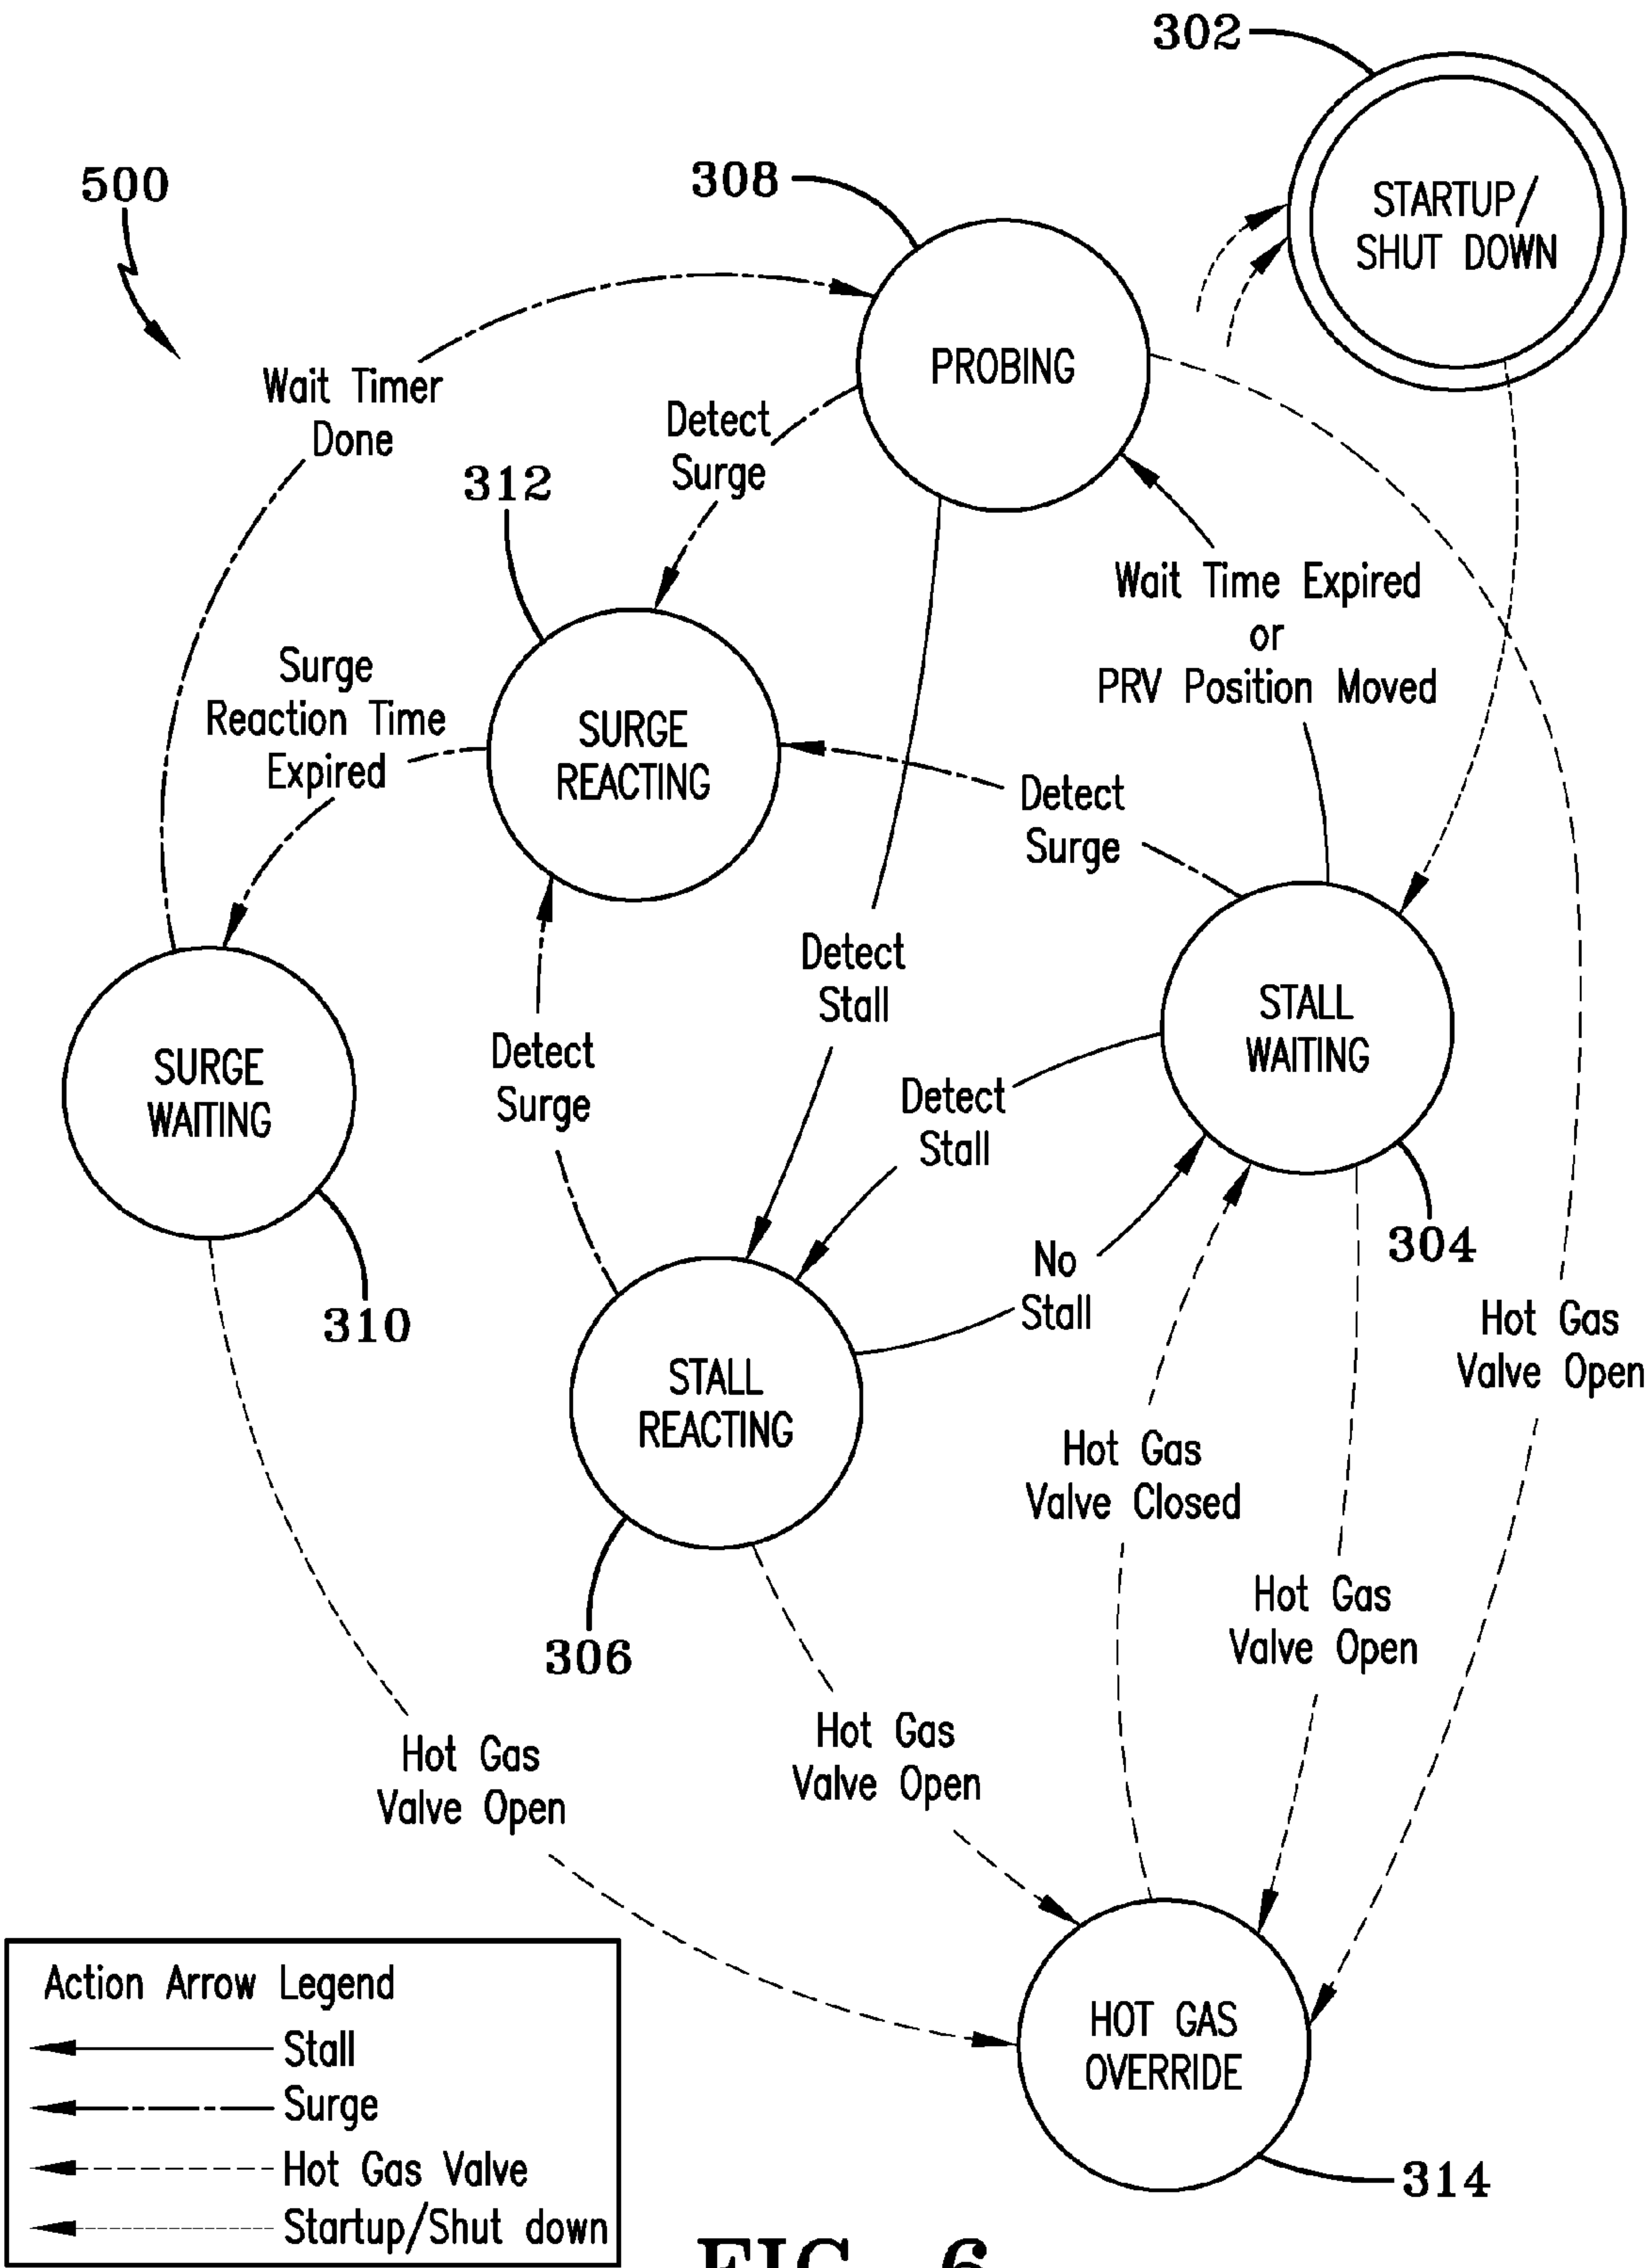 302
STARTUP/
SHUT DOWN
500
308
PROBING
Wait Timer
Done
Detect
Surge
312
Wait Time Expired
or
PRV Position Moved
Surge
Reaction Time
Expired
SURGE
REACTING
Detect
Surge
Detect
Stall
STALL
WAITING
SURGE
WAITING
Detect
Surge
Detect
Stall
304
No
Stall
310
Hot Gas
Valve Open
STALL
REACTING
Hot Gas
Valve Closed
Hot Gas
Valve Open
306
Hot Gas
Valve Open
Hot Gas
Valve Open
HOT GAS
OVERRIDE
314
Action Arrow Legend
Stall
Surge
Hot Gas Valve
Startup/Shut down
FIG. 6